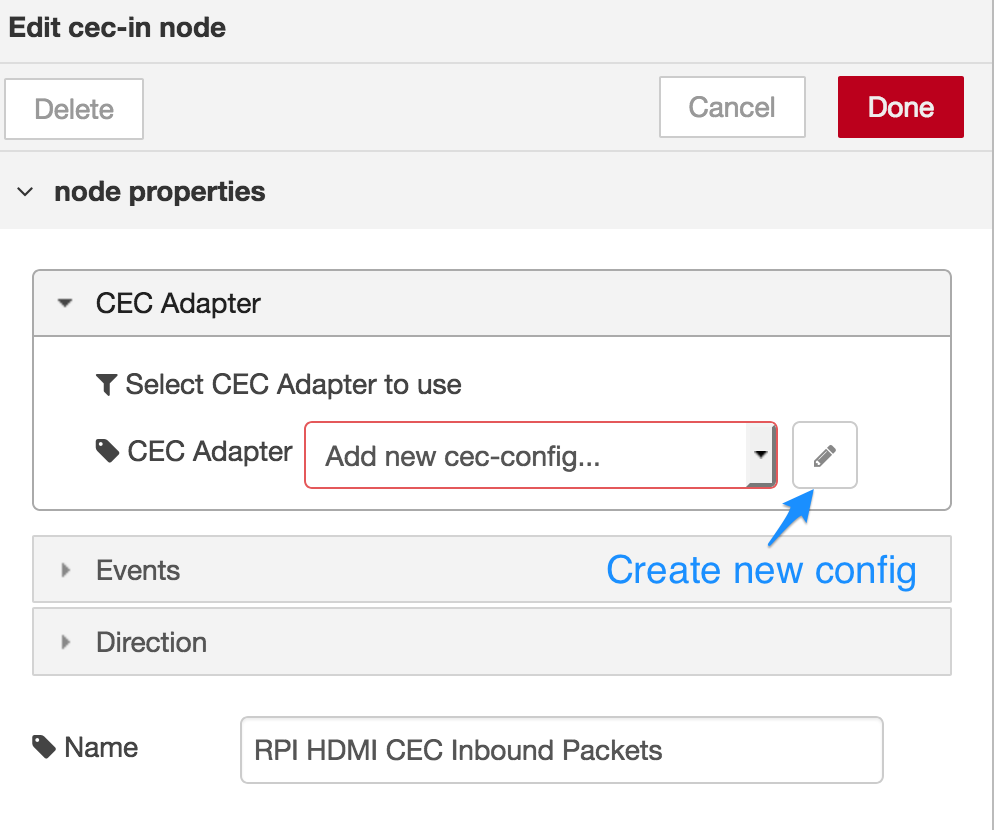 Edit cec-in node
Delete
Cancel
Done
node properties
CEC Adapter
Select CEC Adapter to use
CEC Adapter
Add new cec-config...
Events
Create new config
Direction
Name
RPI HDMI CEC Inbound Packets